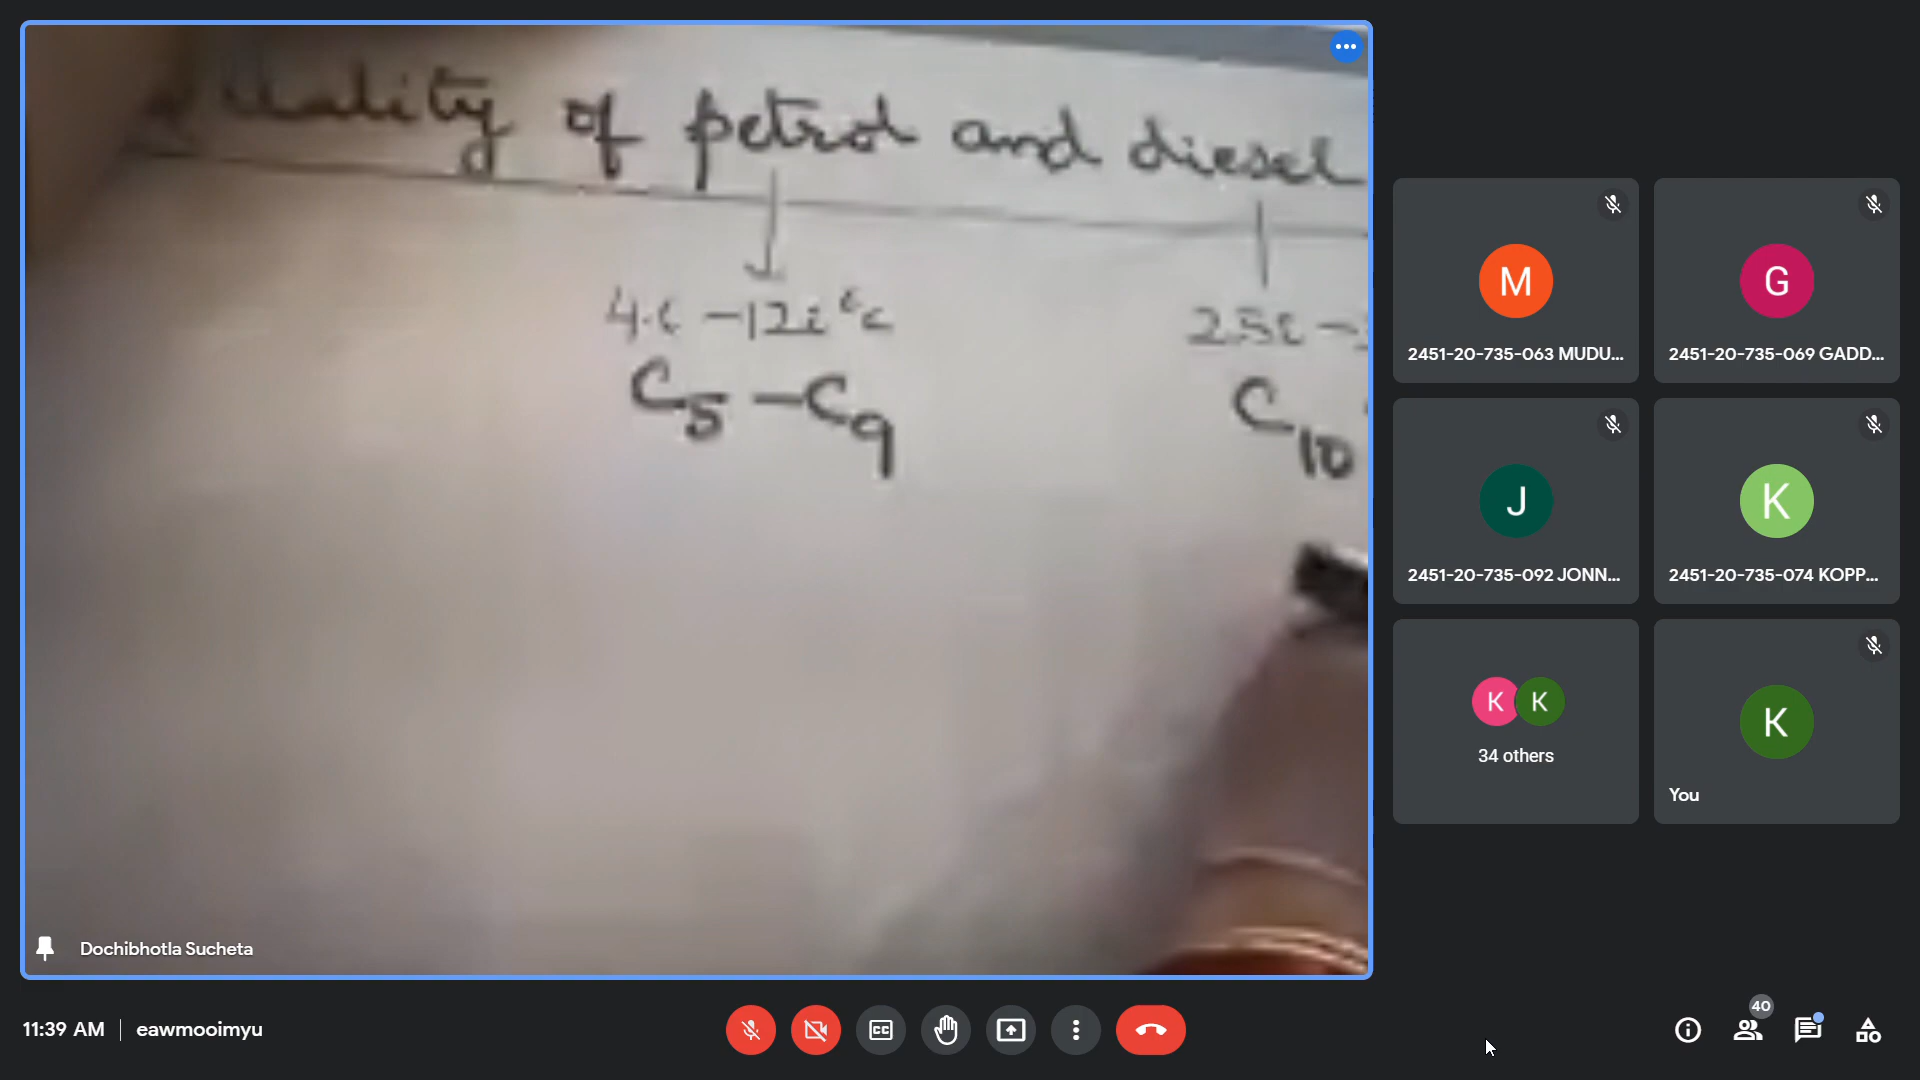 of petrol and diesel
C5-C9
C10
2451-20-735-063 MUDU...
2451-20-735-069 GADD...
2451-20-735-092 JONN...
2451-20-735-074 KOPP...
34 others
You
M
G
J
K
K
K
K
Dochibhotla Sucheta
11:39 AM
eawmooimyu
CC
40